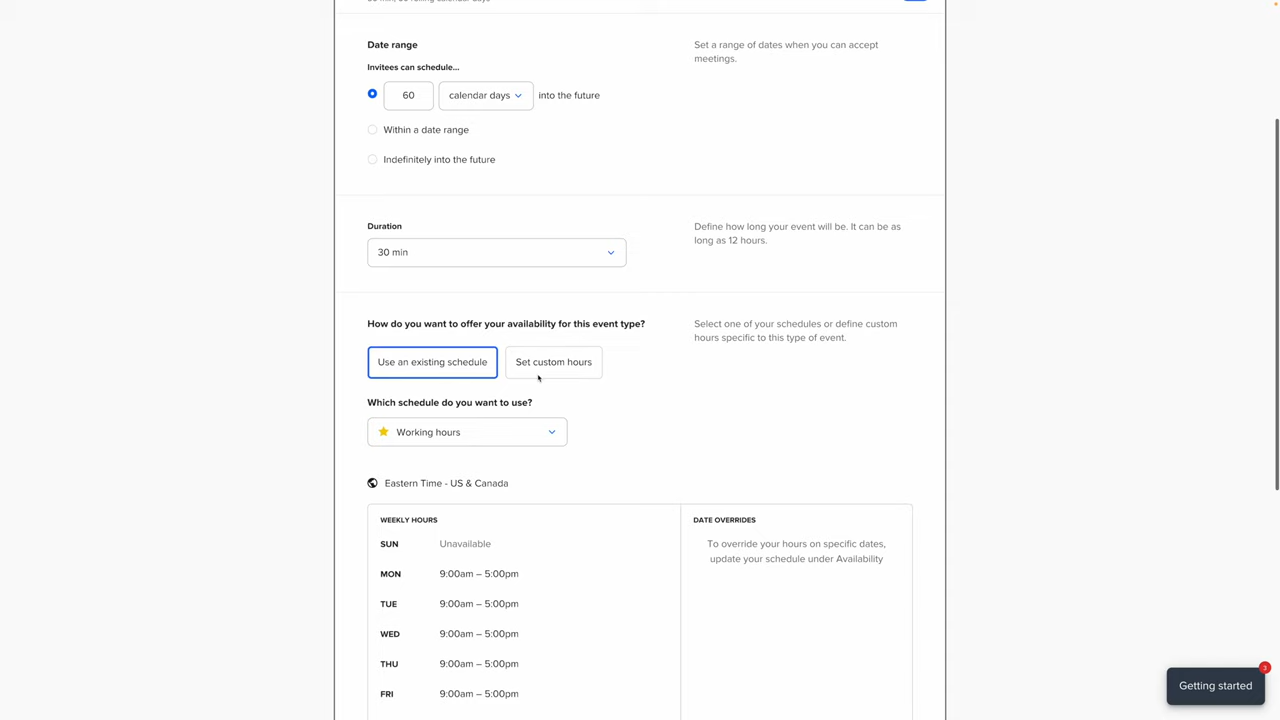 Date range
Set a range of dates when you can accept
meetings.
Invitees can schedule...
60
calendar days
into the future
Within a date range
Indefinitely into the future
Duration
Define how long your event will be. It can be as
long as 12 hours.
30 min
How do you want to offer your availability for this event type?
Select one of your schedules or define custom
hours specific to this type of event.
Use an existing schedule
Set custom hours
Which schedule do you want to use?
Working hours
Eastern Time - US & Canada
WEEKLY HOURS
SUN Unavailable
MON 9:00am – 5:00pm
TUE 9:00am – 5:00pm
WED 9:00am – 5:00pm
THU 9:00am – 5:00pm
FRI 9:00am – 5:00pm
DATE OVERRIDES
To override your hours on specific dates,
update your schedule under Availability
3
Getting started